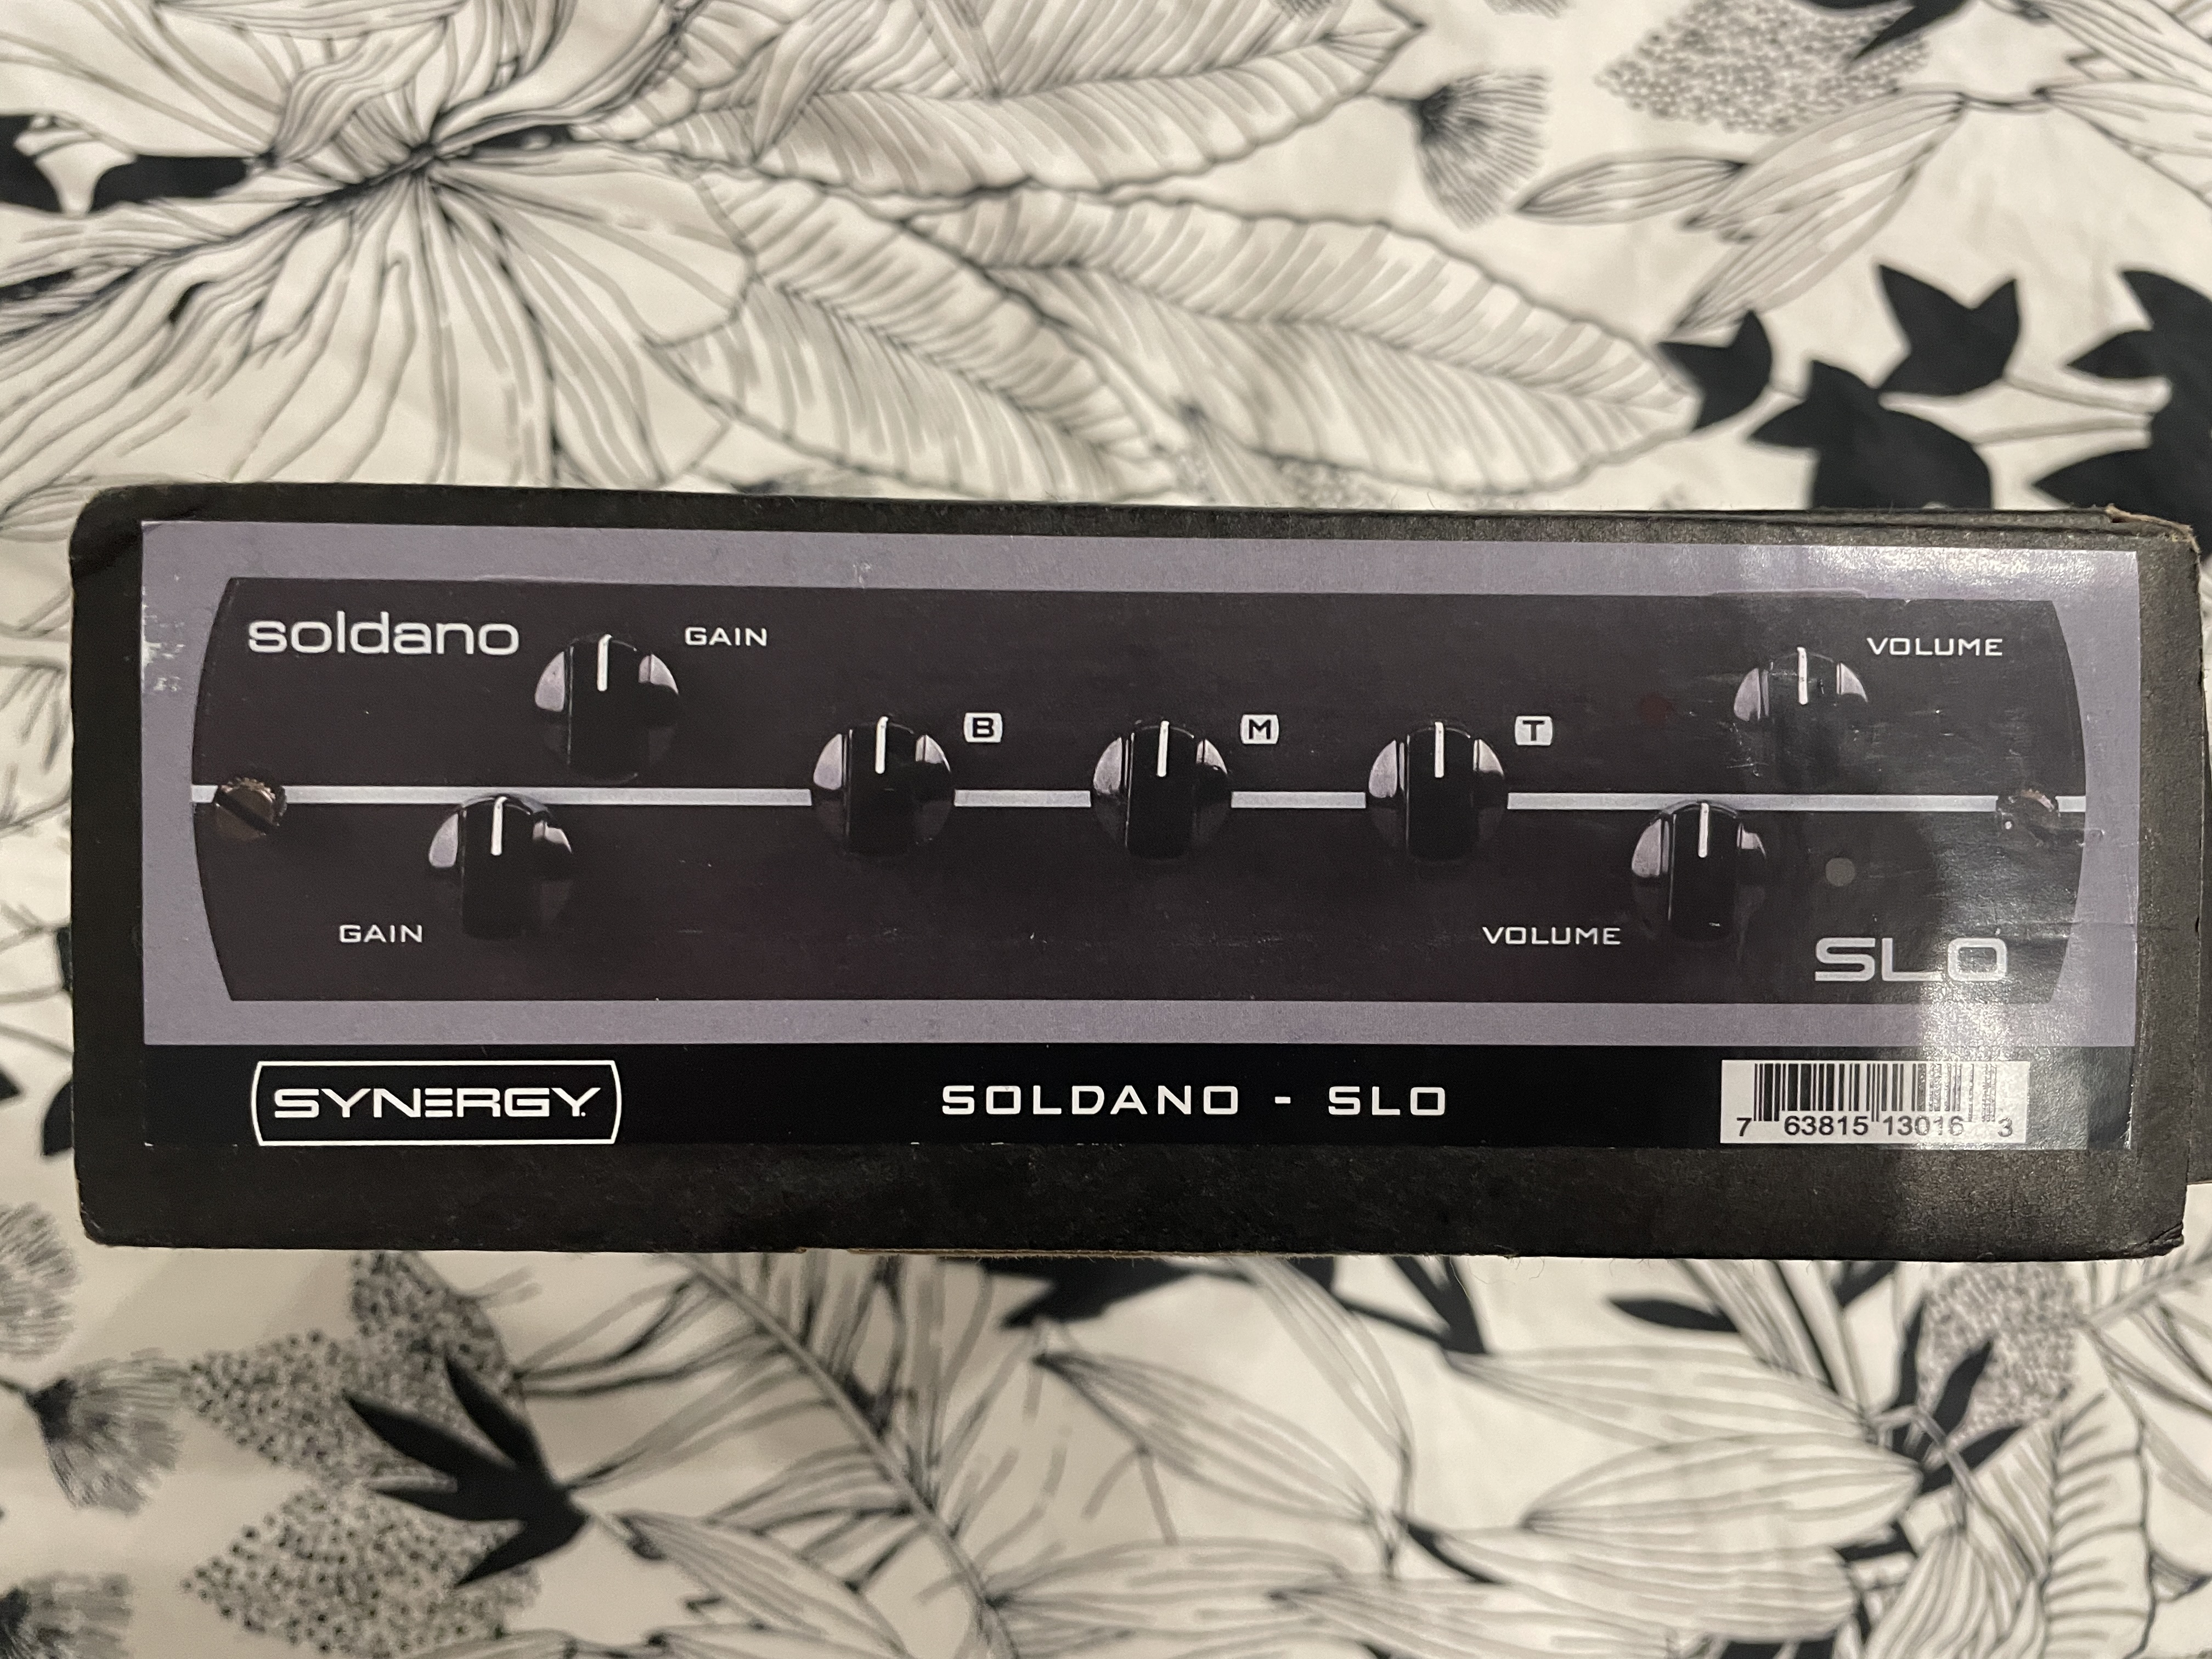 soldano
GAIN
VOLUME
B
M
T
GAIN
VOLUME
SLO
SYNERGY
SOLDANO - SLO
7 63815 13016 3